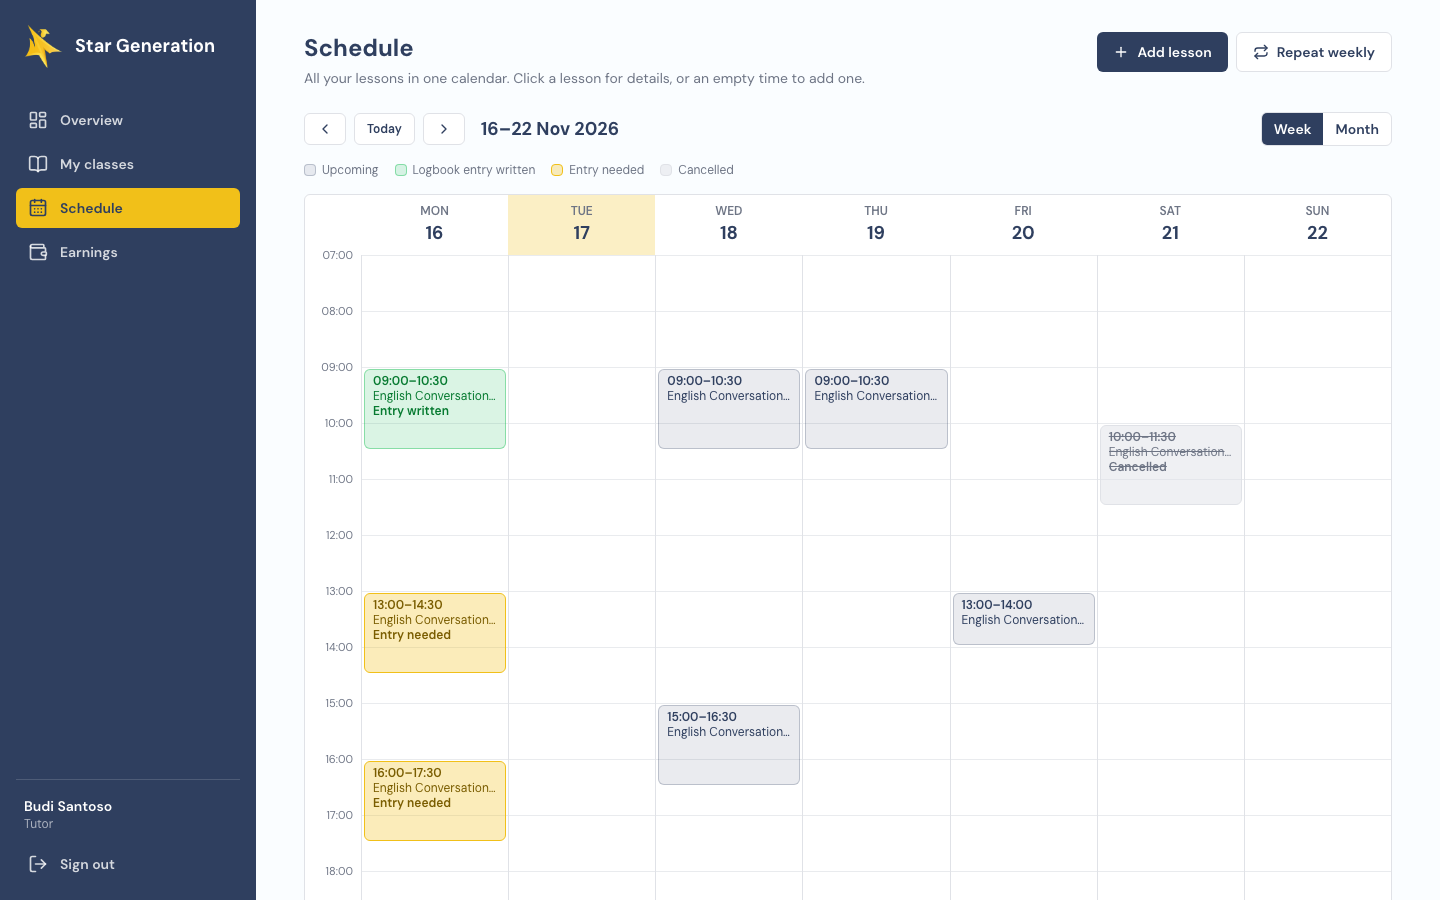 Star Generation
Overview
My classes
Schedule
Earnings
Budi Santoso
Tutor
Sign out
Schedule
All your lessons in one calendar. Click a lesson for details, or an empty time to add one.
Add lesson
Repeat weekly
Today
16–22 Nov 2026
Week
Month
Upcoming
Logbook entry written
Entry needed
Cancelled
MON
16
TUE
17
WED
18
THU
19
FRI
20
SAT
21
SUN
22
07:00
08:00
09:00
10:00
11:00
12:00
13:00
14:00
15:00
16:00
17:00
18:00
09:00–10:30
English Conversation...
Entry written
13:00–14:30
English Conversation...
Entry needed
16:00–17:30
English Conversation...
Entry needed
09:00–10:30
English Conversation...
15:00–16:30
English Conversation...
09:00–10:30
English Conversation...
13:00–14:00
English Conversation...
10:00–11:30
English Conversation...
Cancelled